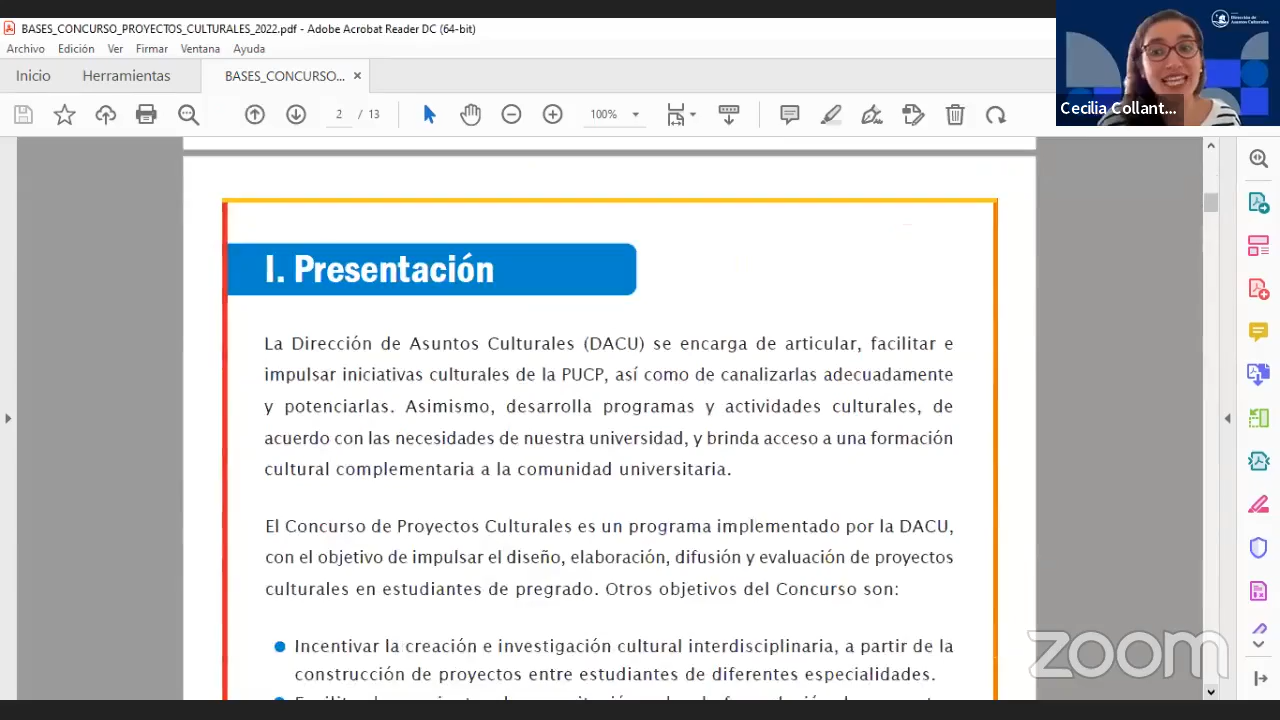 BASES_CONCURSO_PROYECTOS_CULTURALES_2022.pdf - Adobe Acrobat Reader DC (64-bit)
Archivo Edición Ver Firmar Ventana Ayuda
Inicio Herramientas BASES_CONCURSO... ×
2 / 13 100%
Dirección de
Asuntos Culturales
Cecilia Collant...
I. Presentación
La Dirección de Asuntos Culturales (DACU) se encarga de articular, facilitar e
impulsar iniciativas culturales de la PUCP, así como de canalizarlas adecuadamente
y potenciarlas. Asimismo, desarrolla programas y actividades culturales, de
acuerdo con las necesidades de nuestra universidad, y brinda acceso a una formación
cultural complementaria a la comunidad universitaria.
El Concurso de Proyectos Culturales es un programa implementado por la DACU,
con el objetivo de impulsar el diseño, elaboración, difusión y evaluación de proyectos
culturales en estudiantes de pregrado. Otros objetivos del Concurso son:
Incentivar la creación e investigación cultural interdisciplinaria, a partir de la
construcción de proyectos entre estudiantes de diferentes especialidades.
zoom